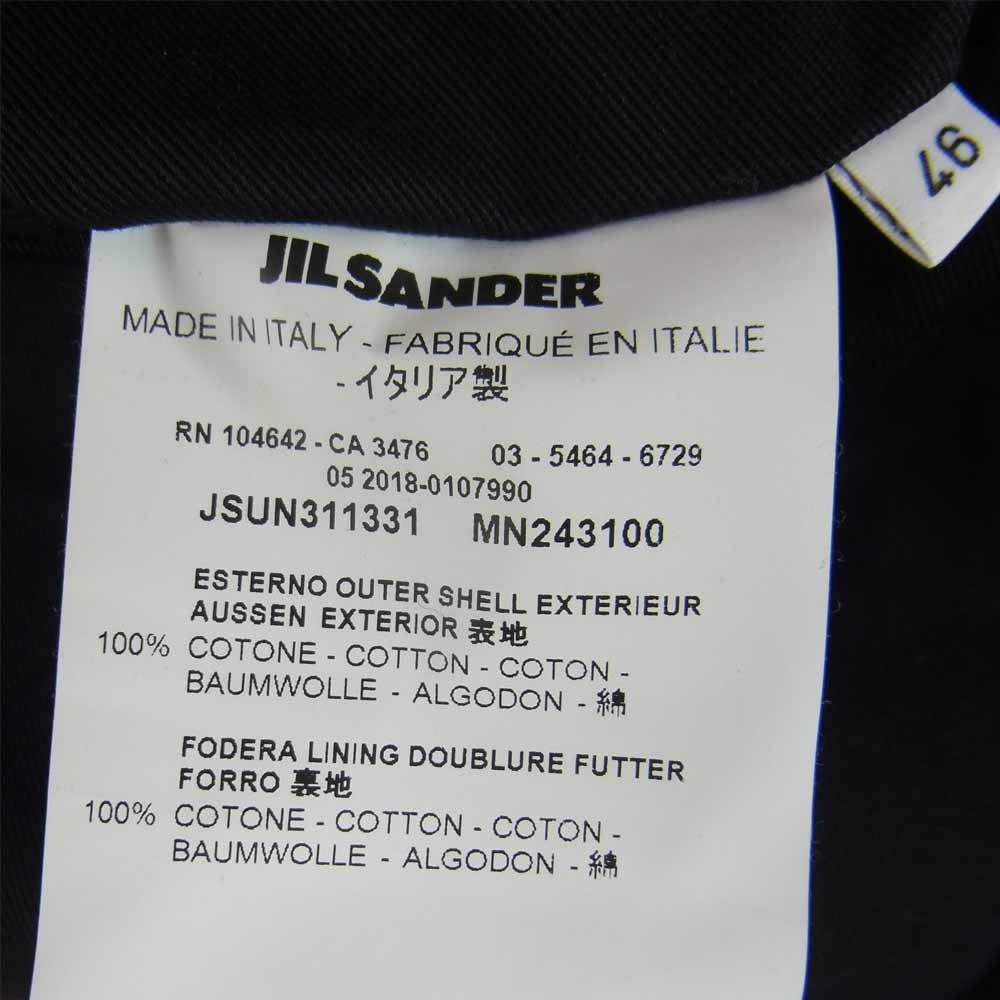 46
JIL SANDER
MADE IN ITALY - FABRIQUÉ EN ITALIE
- イタリア製
RN 104642 - CA 3476 03 - 5464 - 6729
05 2018-0107990
JSUN311331 MN243100
ESTERNO OUTER SHELL EXTERIEUR
AUSSEN EXTERIOR 表地
100% COTONE - COTTON - COTON -
BAUMWOLLE - ALGODON - 綿
FODERA LINING DOUBLURE FUTTER
FORRO 裏地
100% COTONE - COTTON - COTON -
BAUMWOLLE - ALGODON - 綿